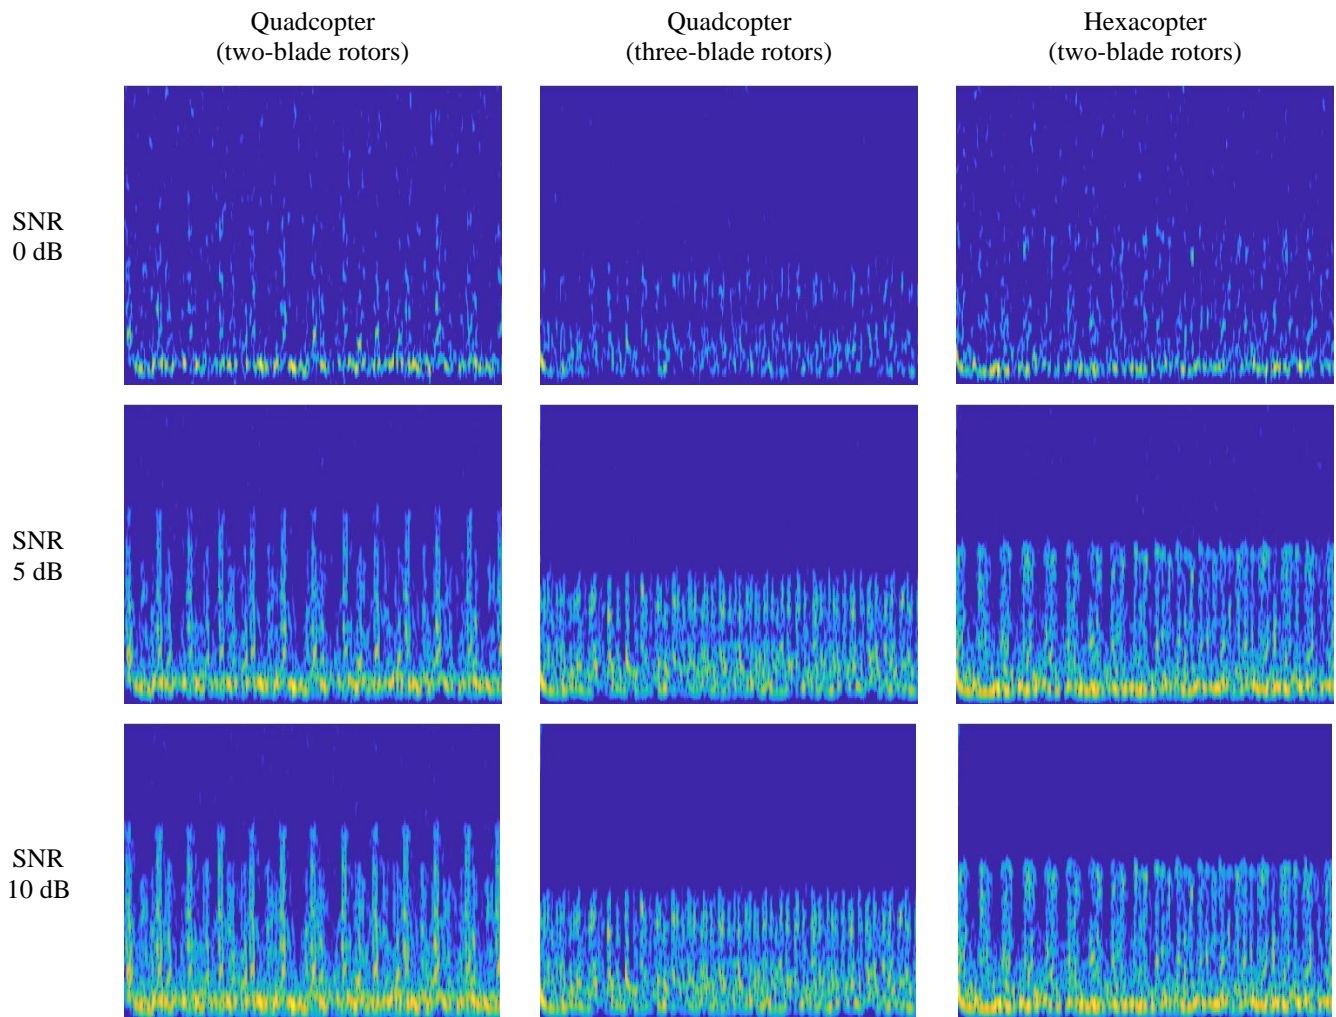 Quadcopter
(two-blade rotors)
Quadcopter
(three-blade rotors)
Hexacopter
(two-blade rotors)
SNR
0 dB
SNR
5 dB
SNR
10 dB